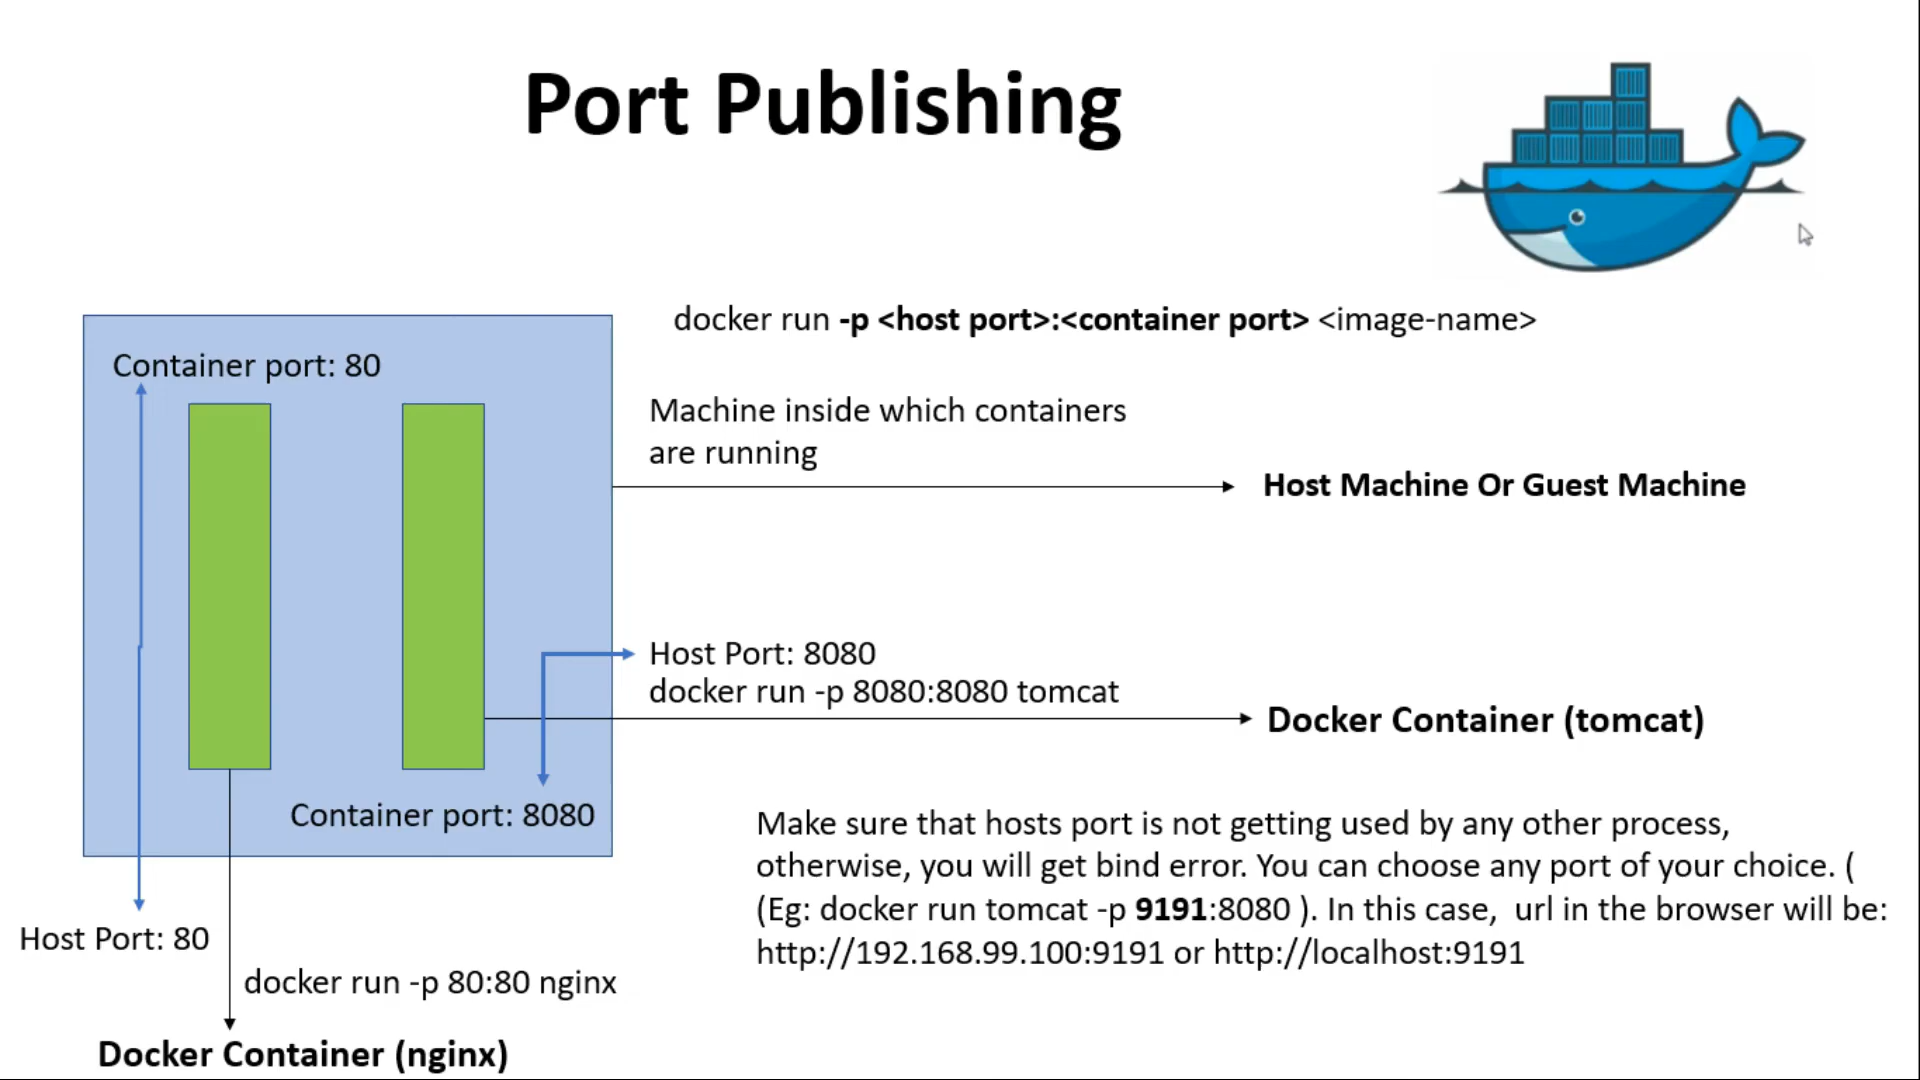 Port Publishing
docker run -p <host port>:<container port> <image-name>
Container port: 80
Machine inside which containers
are running
Host Machine Or Guest Machine
Host Port: 8080
docker run -p 8080:8080 tomcat
Docker Container (tomcat)
Container port: 8080
Make sure that hosts port is not getting used by any other process,
otherwise, you will get bind error. You can choose any port of your choice. (
(Eg: docker run tomcat -p 9191:8080 ). In this case,  url in the browser will be:
http://192.168.99.100:9191 or http://localhost:9191
Host Port: 80
docker run -p 80:80 nginx
Docker Container (nginx)